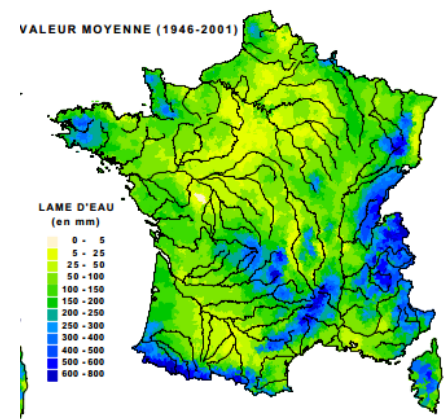 VALEUR MOYENNE (1946-2001)
LAME D'EAU
(en mm)
0 - 5
5 - 25
25 - 50
50 - 100
100 - 150
150 - 200
200 - 250
250 - 300
300 - 400
400 - 500
500 - 600
600 - 800